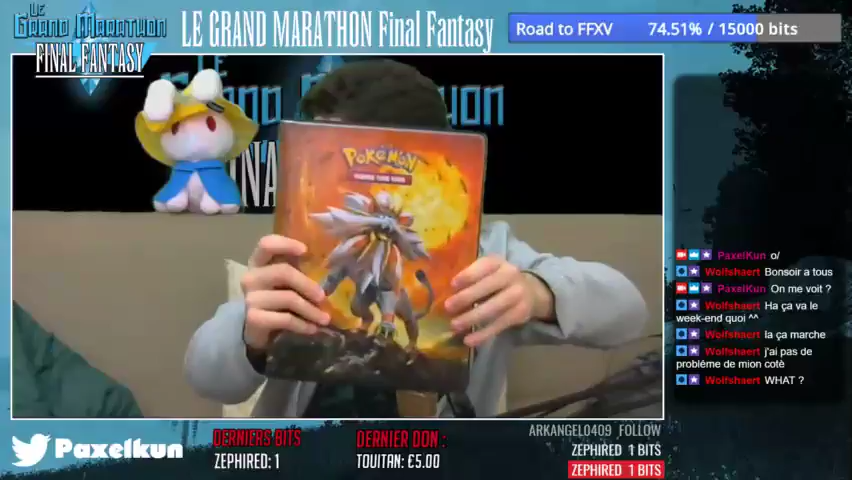 LE
GRAND MARATHON
FINAL FANTASY
LE GRAND MARATHON Final Fantasy
Road to FFXV 74.51% / 15000 bits
POKÉMON
PaxelKun o/
Wolfshaert Bonsoir a tous
PaxelKun On me voit ?
Wolfshaert Ha ça va le
week-end quoi ^^
Wolfshaert la ça marche
Wolfshaert j'ai pas de
problème de mion cotè
Wolfshaert WHAT ?
Paxelkun
DERNIERS BITS
ZEPHIRED: 1
DERNIER DON :
TOUITAN: €5.00
ARKANGEL0409 FOLLOW
ZEPHIRED 1 BITS
ZEPHIRED 1 BITS